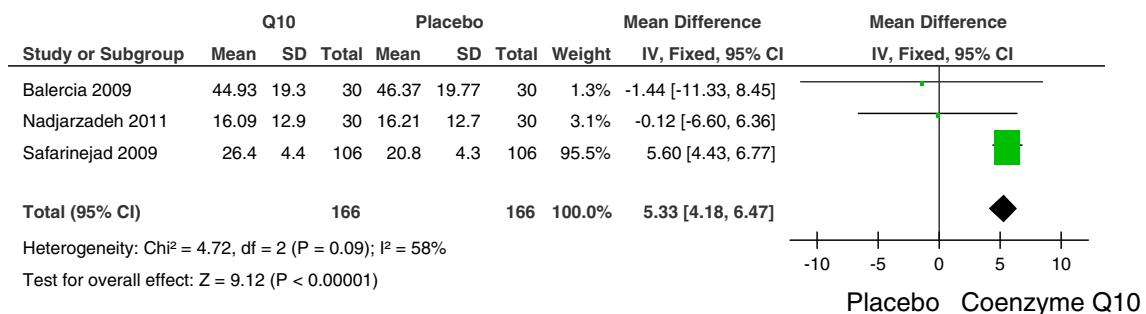 Q10 Placebo Mean Difference Mean Difference
Study or Subgroup Mean SD Total Mean SD Total Weight IV, Fixed, 95% CI IV, Fixed, 95% CI
Balercia 2009 44.93 19.3 30 46.37 19.77 30 1.3% -1.44 [-11.33, 8.45]
Nadjarzadeh 2011 16.09 12.9 30 16.21 12.7 30 3.1% -0.12 [-6.60, 6.36]
Safarinejad 2009 26.4 4.4 106 20.8 4.3 106 95.5% 5.60 [4.43, 6.77]
Total (95% CI) 166 166 100.0% 5.33 [4.18, 6.47]
Heterogeneity: Chi² = 4.72, df = 2 (P = 0.09); I² = 58%
Test for overall effect: Z = 9.12 (P < 0.00001)
-10 -5 0 5 10
Placebo Coenzyme Q10